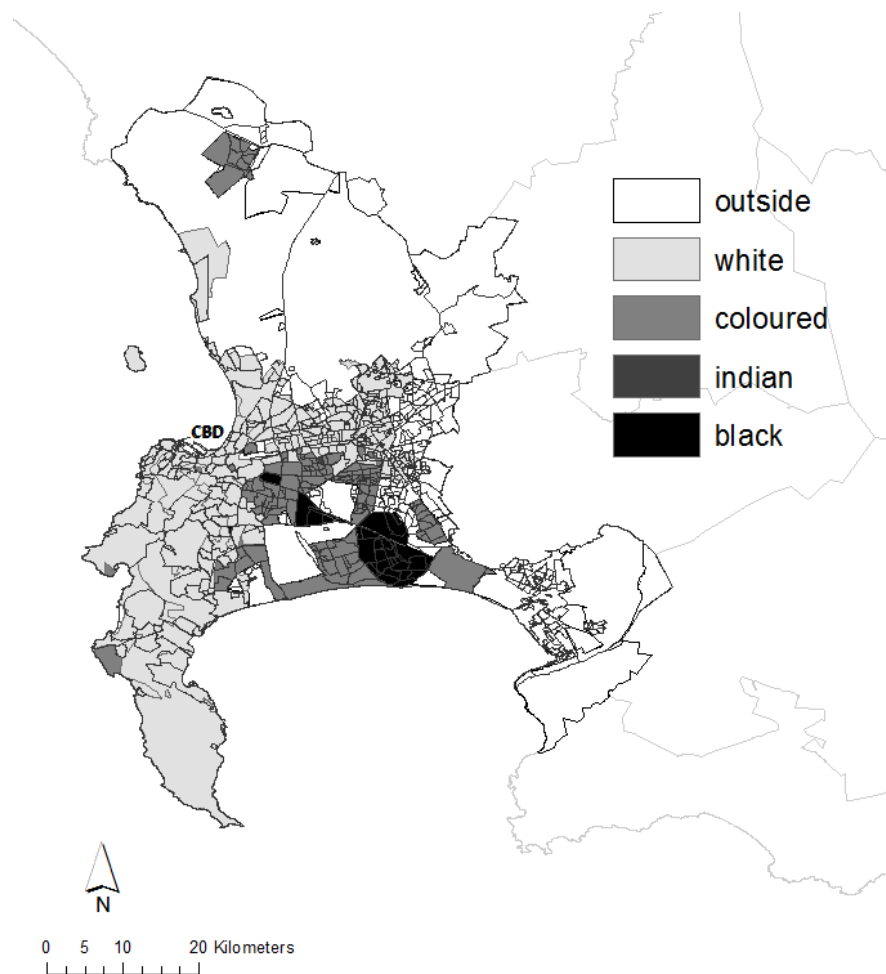 outside
white
coloured
indian
black
CBD
N
0 5 10 20 Kilometers